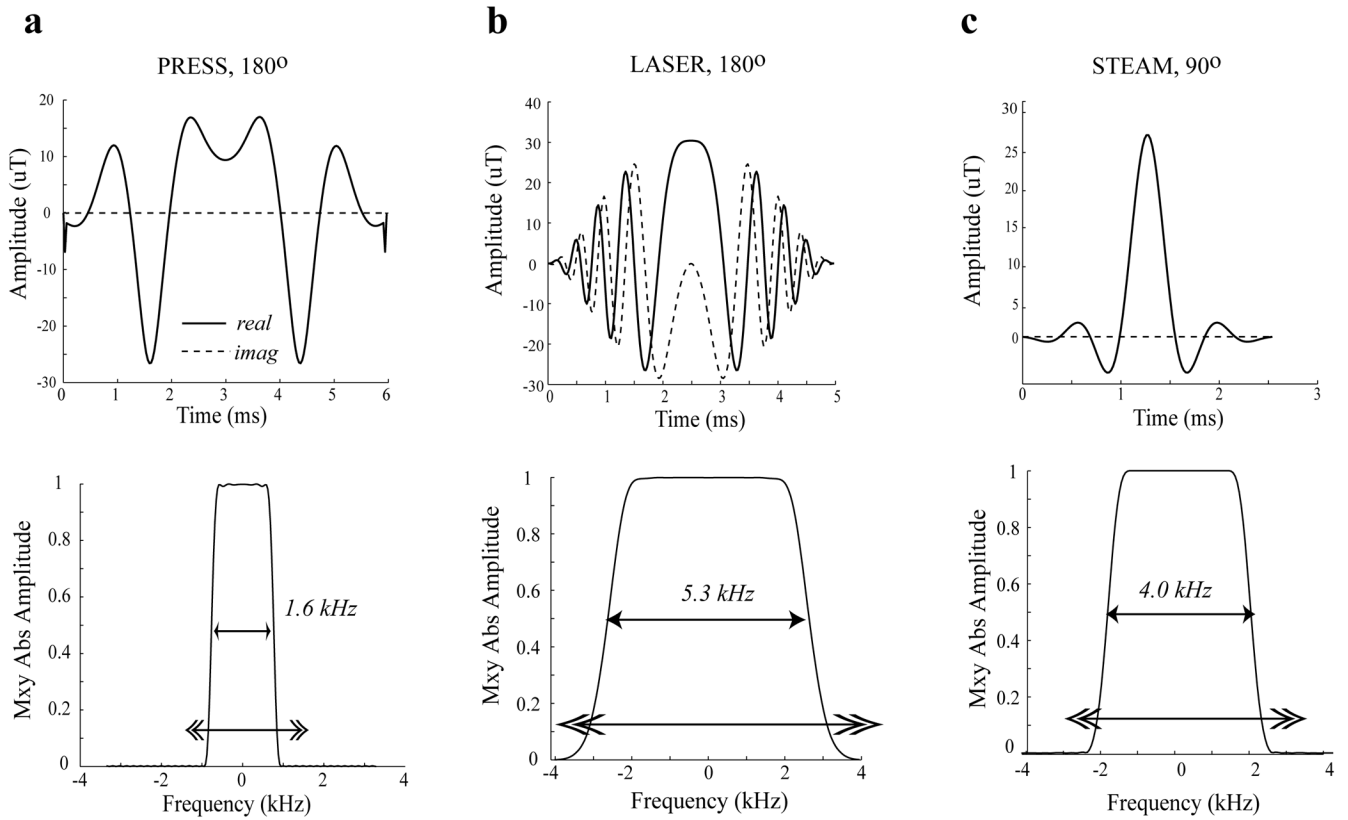 a
b
c
PRESS, 180º
LASER, 180º
STEAM, 90º
Amplitude (uT)
20
10
0
-10
-20
-30
real
imag
0 1 2 3 4 5 6
Time (ms)
Amplitude (uT)
40
30
20
10
0
-10
-20
-30
0 1 2 3 4 5
Time (ms)
Amplitude (uT)
30
25
20
15
10
5
0
0 1 2 3
Time (ms)
Mxy Abs Amplitude
1
0.8
0.6
0.4
0.2
0
1.6 kHz
-4 -2 0 2 4
Frequency (kHz)
Mxy Abs Amplitude
1
0.8
0.6
0.4
0.2
0
5.3 kHz
-4 -2 0 2 4
Frequency (kHz)
Mxy Abs Amplitude
1
0.8
0.6
0.4
0.2
0
4.0 kHz
-4 -2 0 2 4
Frequency (kHz)